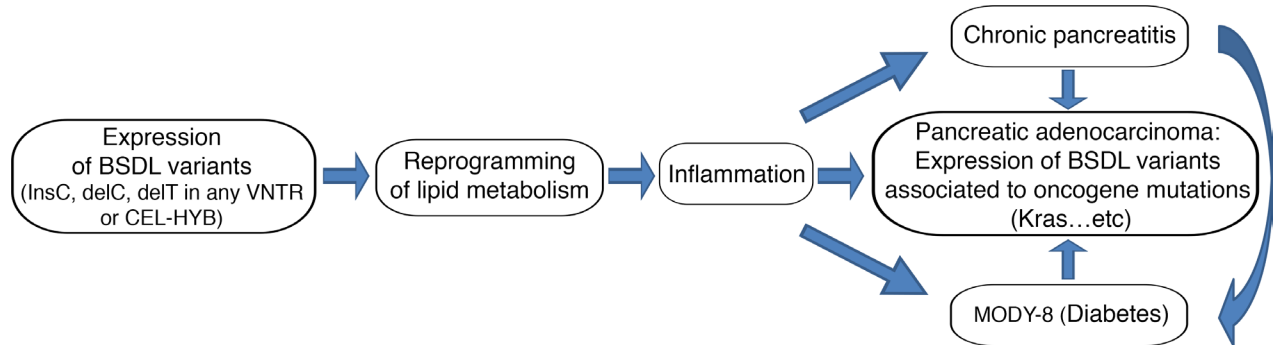 Expression
of BSDL variants
(InsC, delC, delT in any VNTR
or CEL-HYB)
Reprogramming
of lipid metabolism
Inflammation
Chronic pancreatitis
Pancreatic adenocarcinoma:
Expression of BSDL variants
associated to oncogene mutations
(Kras...etc)
MODY-8 (Diabetes)